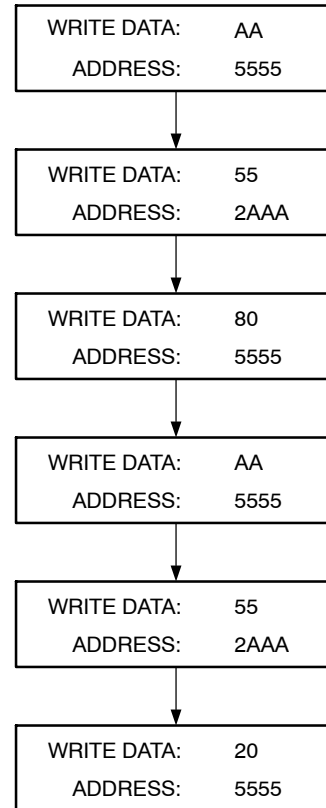 WRITE DATA: AA
ADDRESS: 5555
WRITE DATA: 55
ADDRESS: 2AAA
WRITE DATA: 80
ADDRESS: 5555
WRITE DATA: AA
ADDRESS: 5555
WRITE DATA: 55
ADDRESS: 2AAA
WRITE DATA: 20
ADDRESS: 5555